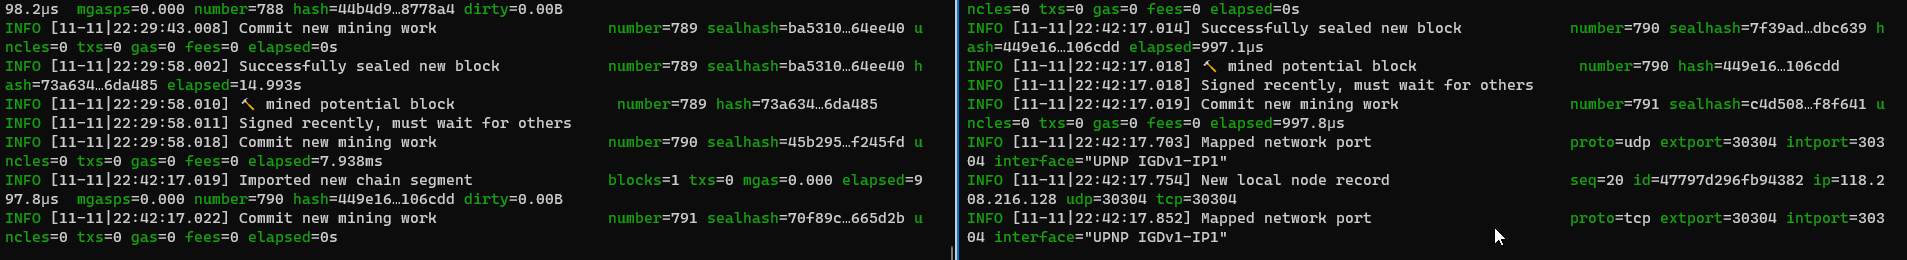 98.2µs  mgasps=0.000 number=788 hash=44b4d9…8778a4 dirty=0.00B
INFO [11-11|22:29:43.008] Commit new mining work                   number=789 sealhash=ba5310…64ee40 u
ncles=0 txs=0 gas=0 fees=0 elapsed=0s
INFO [11-11|22:29:58.002] Successfully sealed new block            number=789 sealhash=ba5310…64ee40 h
ash=73a634…6da485 elapsed=14.993s
INFO [11-11|22:29:58.010] 🔨 mined potential block                  number=789 hash=73a634…6da485
INFO [11-11|22:29:58.011] Signed recently, must wait for others
INFO [11-11|22:29:58.018] Commit new mining work                   number=790 sealhash=45b295…f245fd u
ncles=0 txs=0 gas=0 fees=0 elapsed=7.938ms
INFO [11-11|22:42:17.019] Imported new chain segment               blocks=1 txs=0 mgas=0.000 elapsed=9
97.8µs mgasps=0.000 number=790 hash=449e16…106cdd dirty=0.00B
INFO [11-11|22:42:17.022] Commit new mining work                   number=791 sealhash=70f89c…665d2b u
ncles=0 txs=0 gas=0 fees=0 elapsed=0s
ncles=0 txs=0 gas=0 fees=0 elapsed=0s
INFO [11-11|22:42:17.014] Successfully sealed new block            number=790 sealhash=7f39ad…dbc639 h
ash=449e16…106cdd elapsed=997.1µs
INFO [11-11|22:42:17.018] 🔨 mined potential block                  number=790 hash=449e16…106cdd
INFO [11-11|22:42:17.018] Signed recently, must wait for others
INFO [11-11|22:42:17.019] Commit new mining work                   number=791 sealhash=c4d508…f8f641 u
ncles=0 txs=0 gas=0 fees=0 elapsed=997.8µs
INFO [11-11|22:42:17.703] Mapped network port                      proto=udp extport=30304 intport=303
04 interface="UPNP IGDv1-IP1"
INFO [11-11|22:42:17.754] New local node record                    seq=20 id=47797d296fb94382 ip=118.2
08.216.128 udp=30304 tcp=30304
INFO [11-11|22:42:17.852] Mapped network port                      proto=tcp extport=30304 intport=303
04 interface="UPNP IGDv1-IP1"